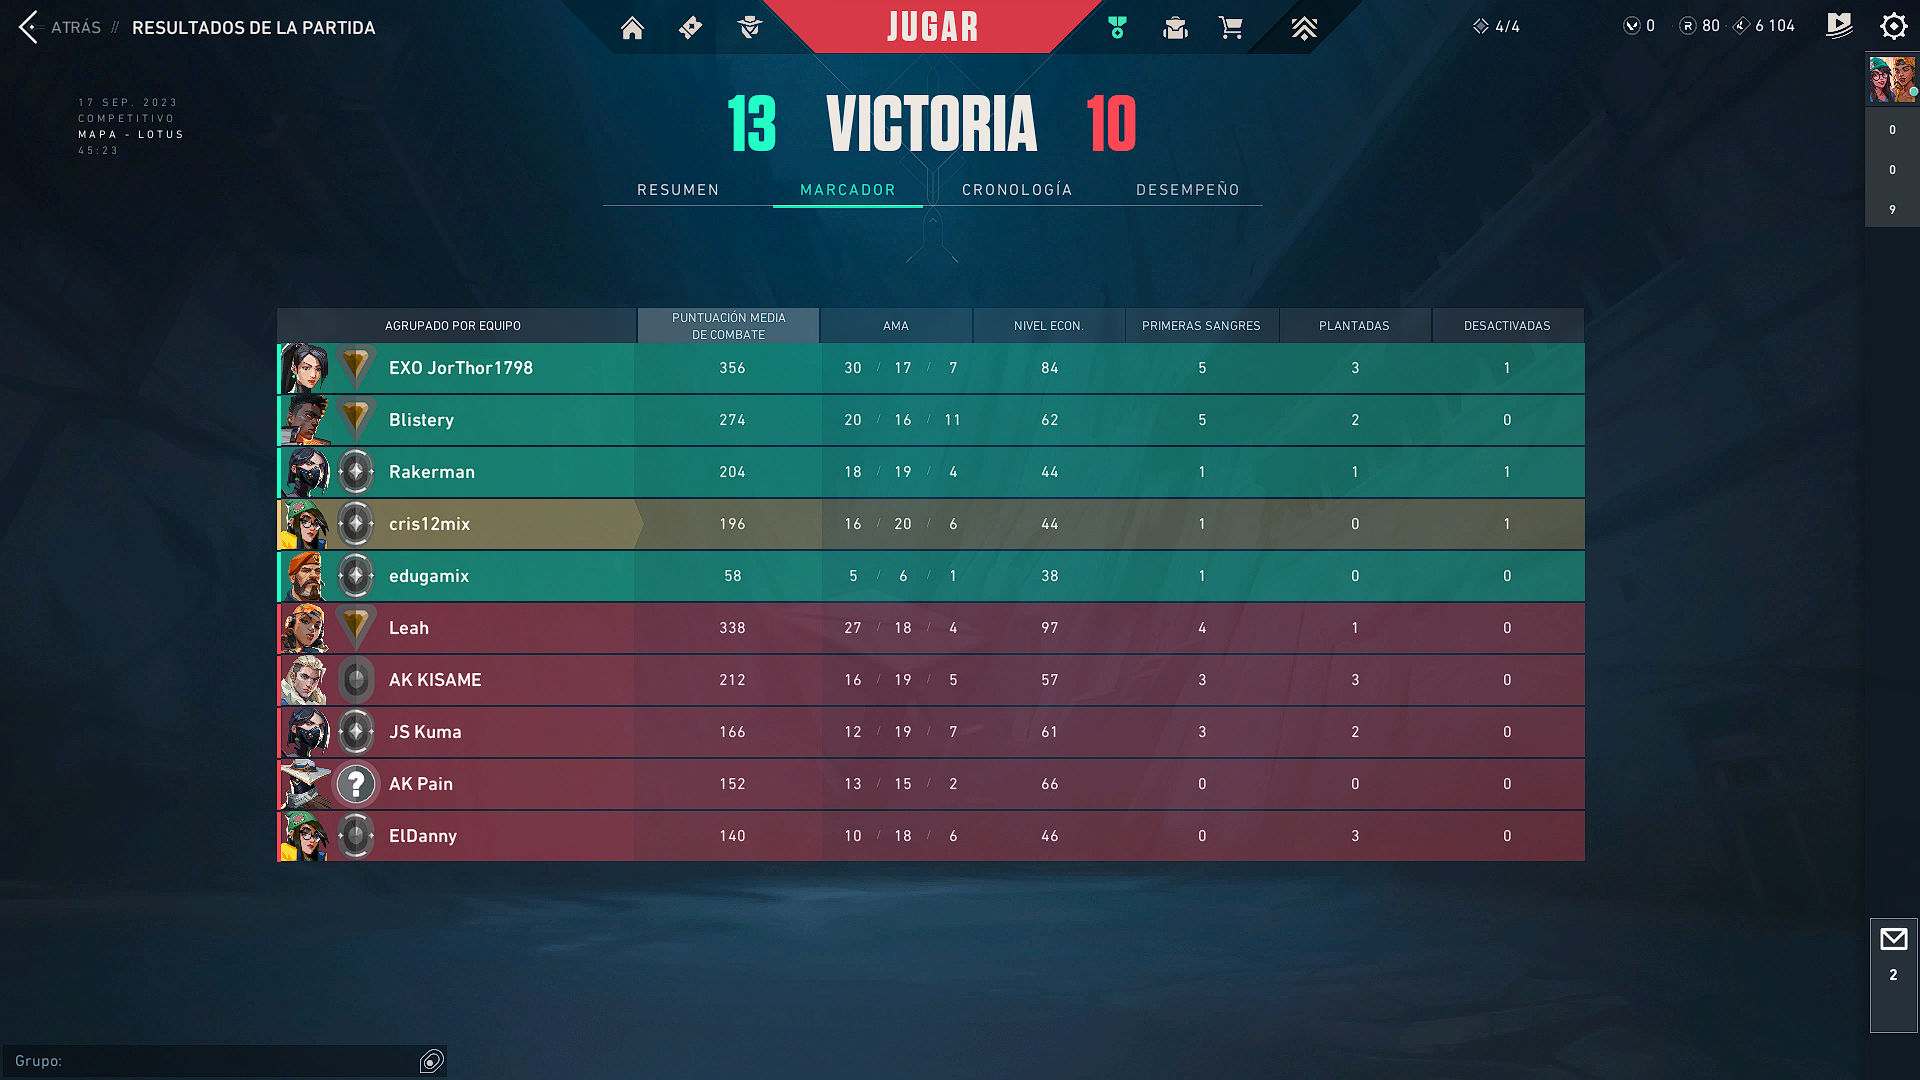 ATRÁS // RESULTADOS DE LA PARTIDA
JUGAR
4/4
0
80
6 104
17 SEP. 2023
COMPETITIVO
MAPA - LOTUS
45:23
13 VICTORIA 10
RESUMEN MARCADOR CRONOLOGÍA DESEMPEÑO
0
0
9
AGRUPADO POR EQUIPO PUNTUACIÓN MEDIA DE COMBATE AMA NIVEL ECON. PRIMERAS SANGRES PLANTADAS DESACTIVADAS
EXO JorThor1798 356 30 / 17 / 7 84 5 3 1
Blistery 274 20 / 16 / 11 62 5 2 0
Rakerman 204 18 / 19 / 4 44 1 1 1
cris12mix 196 16 / 20 / 6 44 1 0 1
edugamix 58 5 / 6 / 1 38 1 0 0
Leah 338 27 / 18 / 4 97 4 1 0
AK KISAME 212 16 / 19 / 5 57 3 3 0
JS Kuma 166 12 / 19 / 7 61 3 2 0
? AK Pain 152 13 / 15 / 2 66 0 0 0
ElDanny 140 10 / 18 / 6 46 0 3 0
2
Grupo: